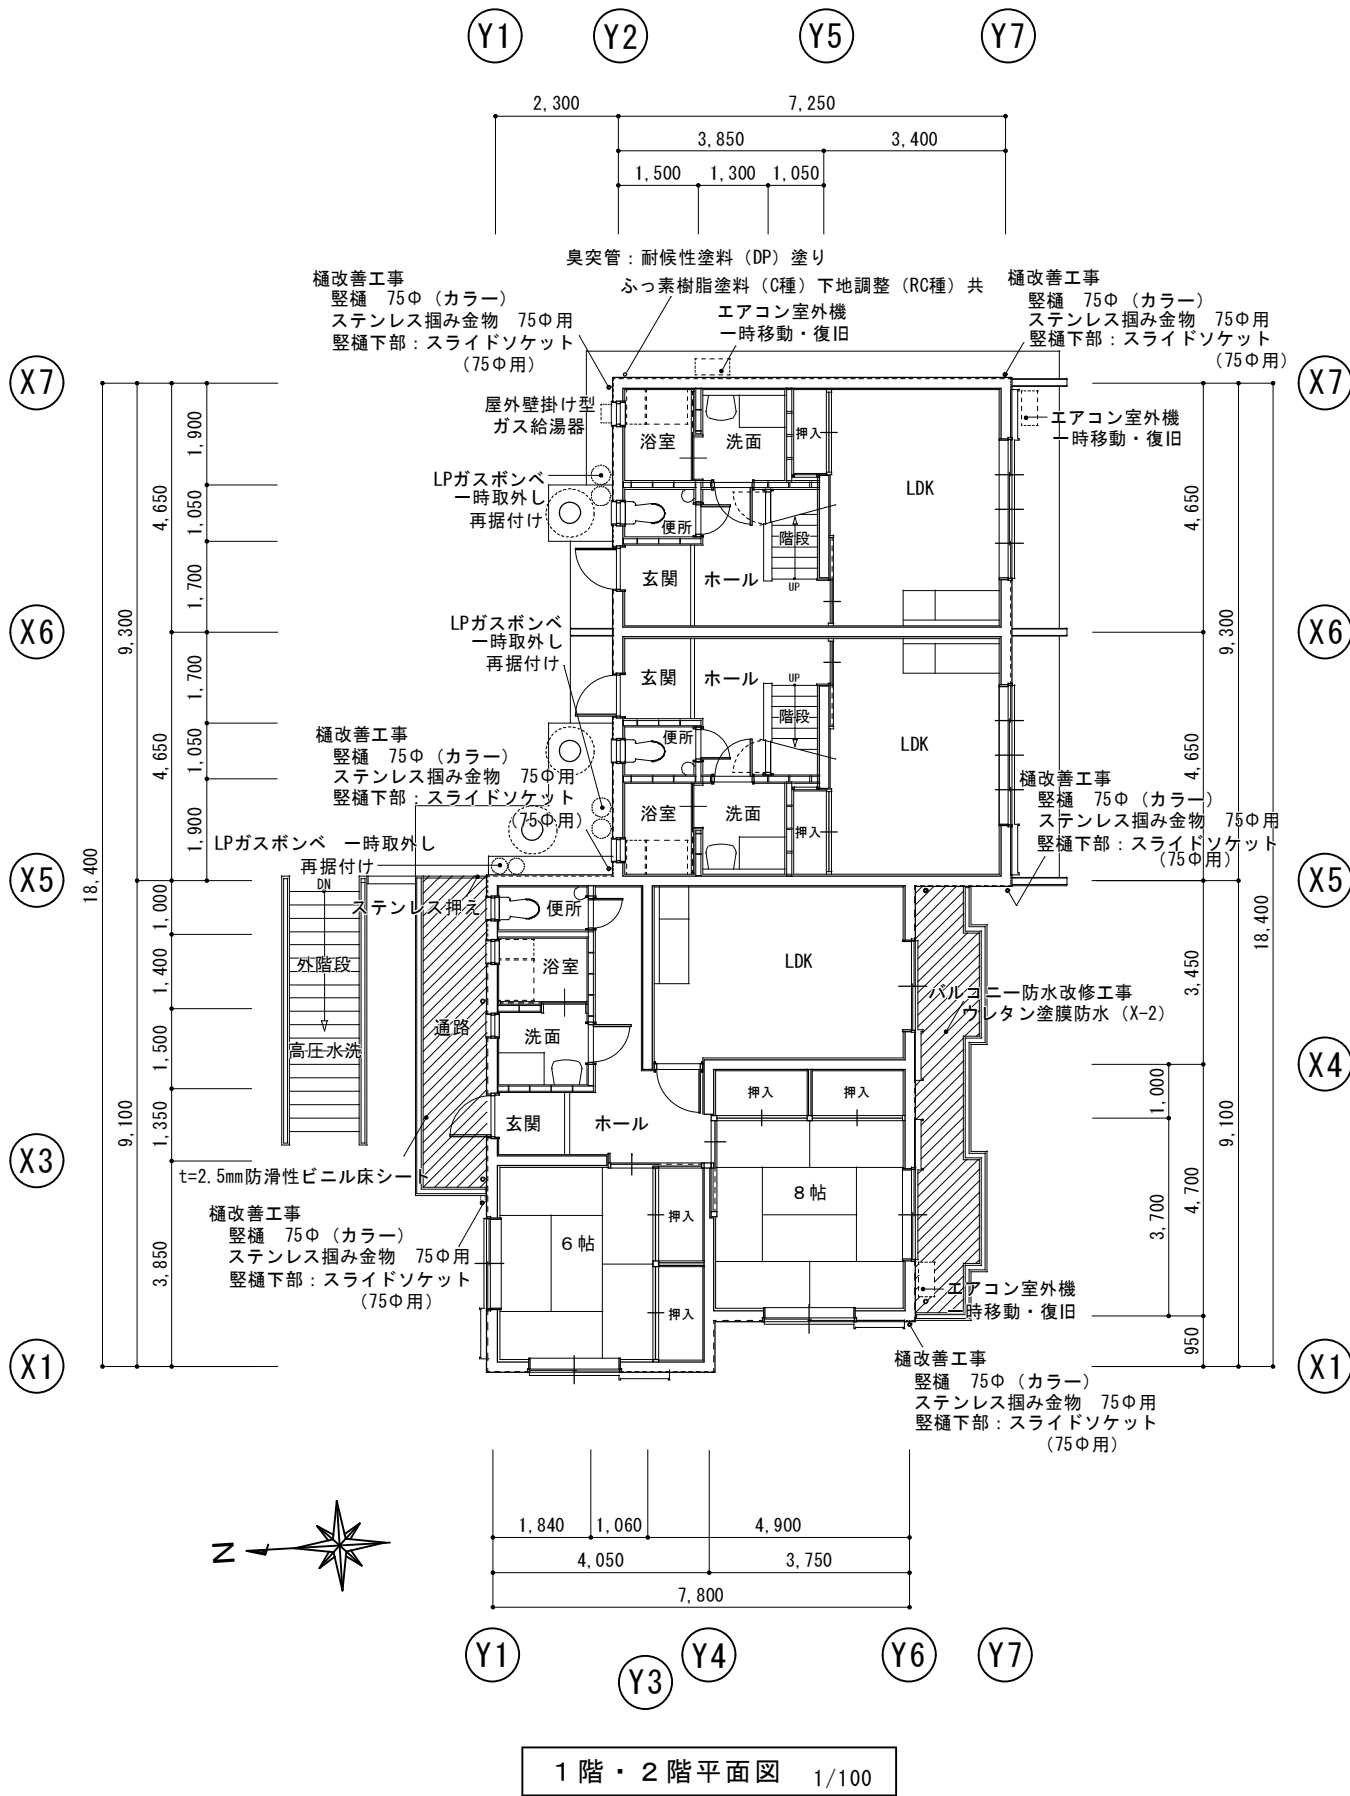 Y1 Y2 Y5 Y7
2,300 7,250
3,850 3,400
1,500 1,300 1,050
臭突管：耐候性塗料（DP）塗り
ふっ素樹脂塗料（C種）下地調整（RC種）共
樋改善工事
竪樋　75Φ（カラー）
ステンレス掴み金物　75Φ用
竪樋下部：スライドソケット
（75Φ用）
エアコン室外機
一時移動・復旧
樋改善工事
竪樋　75Φ（カラー）
ステンレス掴み金物　75Φ用
竪樋下部：スライドソケット
（75Φ用）
X7 X7
屋外壁掛け型
ガス給湯器
エアコン室外機
一時移動・復旧
浴室 洗面 押入
LDK
LPガスボンベ
一時取外し
再据付け
便所 階段
玄関 ホール UP
1,900
1,050
1,700
4,650
9,300
4,650
9,300
X6 X6
LPガスボンベ
一時取外し
再据付け
玄関 ホール UP
階段
便所
LDK
浴室 洗面 押入
1,700
1,050
1,900
4,650
4,650
樋改善工事
竪樋　75Φ（カラー）
ステンレス掴み金物　75Φ用
竪樋下部：スライドソケット
（75Φ用）
樋改善工事
竪樋　75Φ（カラー）
ステンレス掴み金物　75Φ用
竪樋下部：スライドソケット
（75Φ用）
LPガスボンベ　一時取外し
再据付け
X5 X5
18,400
18,400
DN
ステンレス押え
便所
外階段
浴室
LDK
通路
洗面
高圧水洗
バルコニー防水改修工事
ウレタン塗膜防水（X-2）
1,000
1,400
1,500
1,350
3,850
9,100
3,450
1,000
3,700
4,700
950
9,100
X4
押入 押入
玄関 ホール
X3
t=2.5mm防滑性ビニル床シート
8帖
押入
6帖
押入
樋改善工事
竪樋　75Φ（カラー）
ステンレス掴み金物　75Φ用
竪樋下部：スライドソケット
（75Φ用）
エアコン室外機
一時移動・復旧
X1 X1
樋改善工事
竪樋　75Φ（カラー）
ステンレス掴み金物　75Φ用
竪樋下部：スライドソケット
（75Φ用）
N
1,840 1,060 4,900
4,050 3,750
7,800
Y1 Y3 Y4 Y6 Y7
1階・2階平面図 1/100